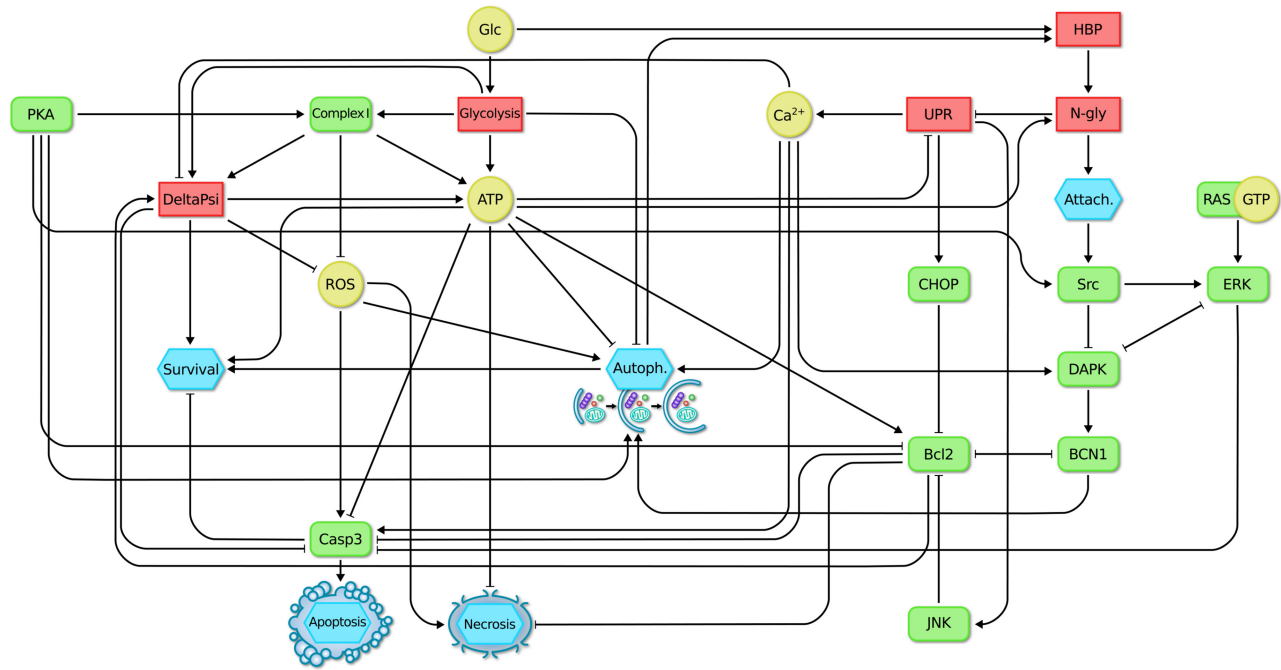 Glc
HBP
PKA
Complex I
Glycolysis
Ca²⁺
UPR
N-gly
DeltaPsi
ATP
Attach.
RAS
GTP
ROS
CHOP
Src
ERK
Survival
Autoph.
DAPK
Bcl2
BCN1
Casp3
Apoptosis
Necrosis
JNK